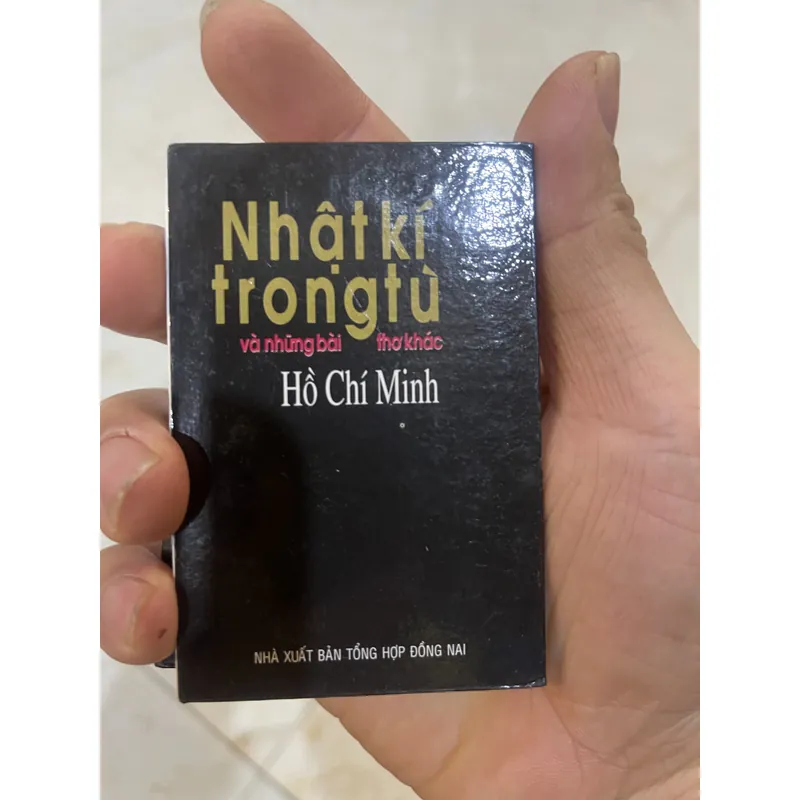 Nhật kí
trong tù
và những bài thơ khác
Hồ Chí Minh
NHÀ XUẤT BẢN TỔNG HỢP ĐỒNG NAI